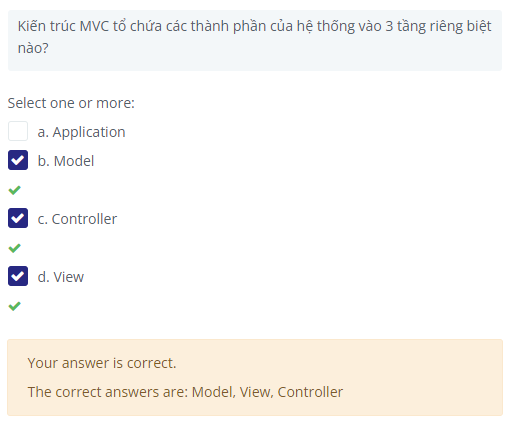 Kiến trúc MVC tổ chứa các thành phần của hệ thống vào 3 tầng riêng biệt
nào?
Select one or more:
a. Application
b. Model
c. Controller
d. View
Your answer is correct.
The correct answers are: Model, View, Controller